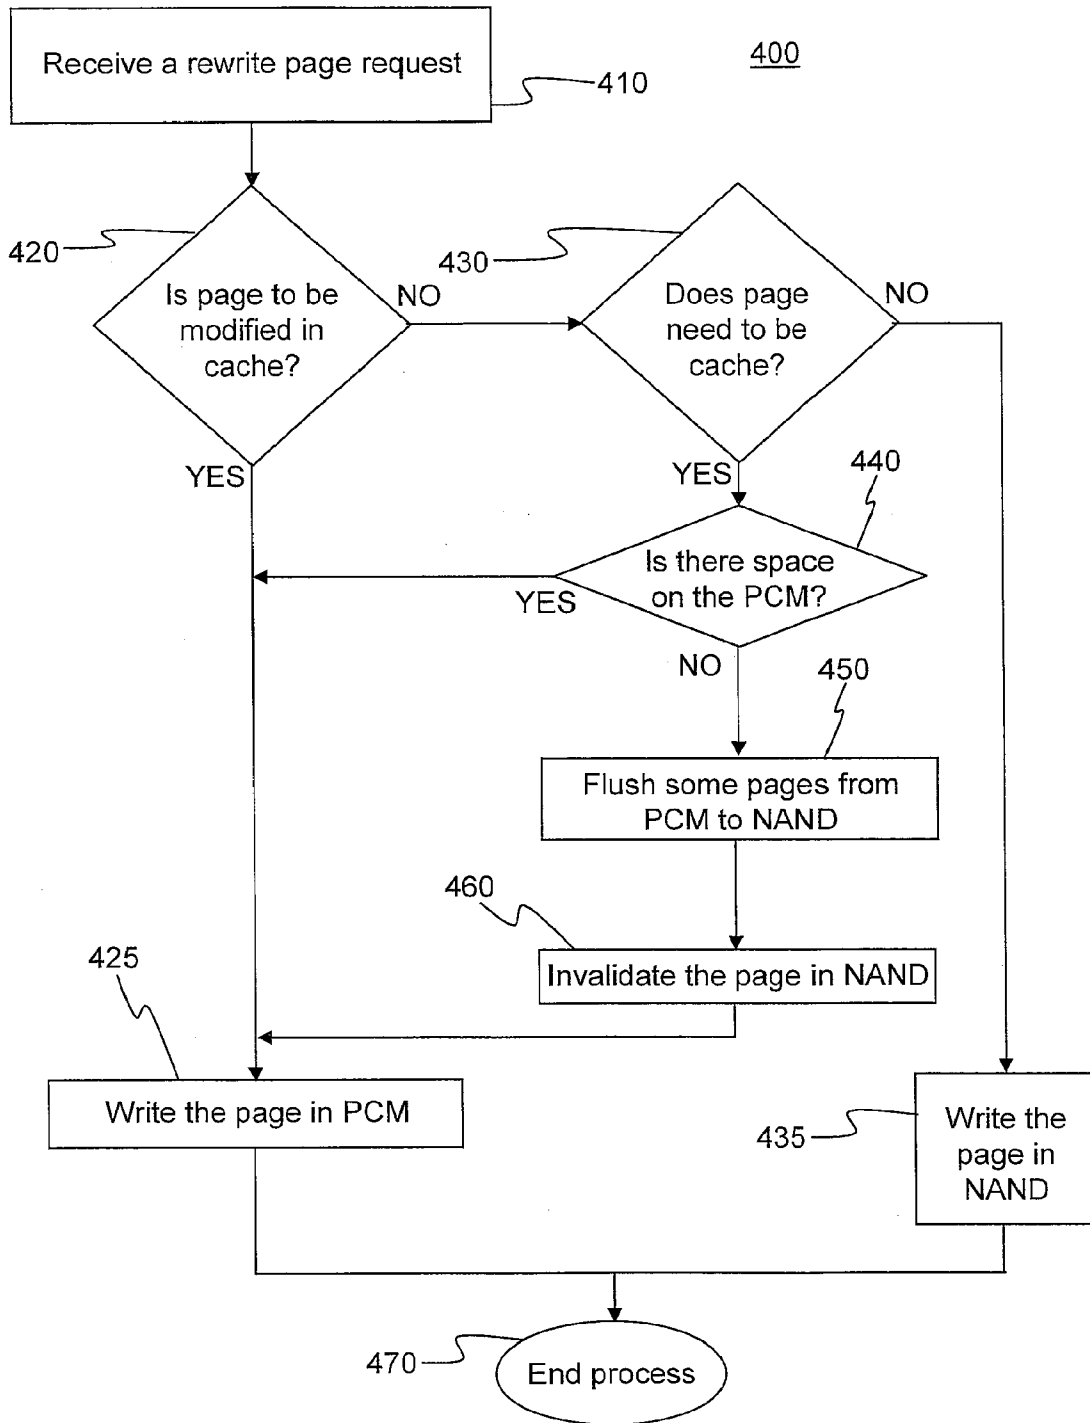 Receive a rewrite page request
400
410
420
Is page to be
modified in
cache?
NO
YES
430
Does page
need to be
cache?
NO
YES
440
Is there space
on the PCM?
YES
NO
450
Flush some pages from
PCM to NAND
460
Invalidate the page in NAND
425
Write the page in PCM
435
Write the
page in
NAND
470
End process